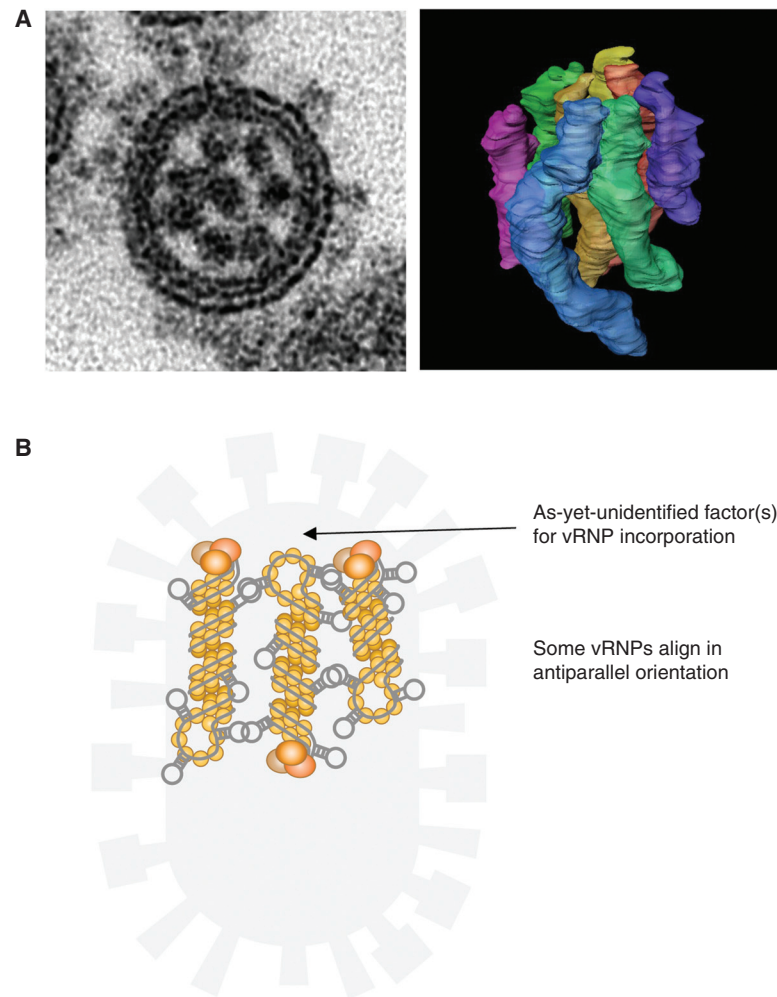 A
B
As-yet-unidentified factor(s)
for vRNP incorporation
Some vRNPs align in
antiparallel orientation